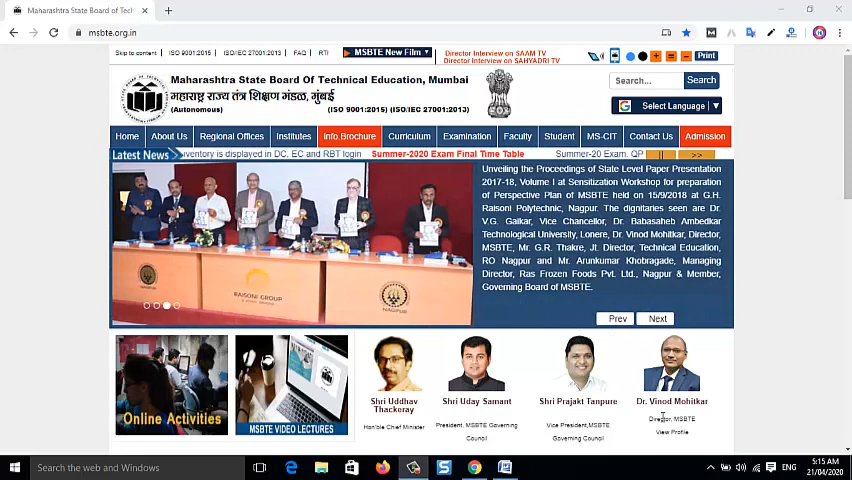 Maharashtra State Board of Tech
msbte.org.in
Skip to content ISO 9001:2015 ISO/IEC 27001:2013 FAQ RTI MSBTE New Film Director Interview on SAAM TV
Director Interview on SAHYADRI TV
Print
Maharashtra State Board Of Technical Education, Mumbai
महाराष्ट्र राज्य तंत्र शिक्षण मंडळ, मुंबई
(Autonomous) (ISO 9001:2015) (ISO/IEC 27001:2013)
Search... Search
G Select Language
Home About Us Regional Offices Institutes Info.Brochure Curriculum Examination Faculty Student MS-CIT Contact Us Admission
Latest News iventory is displayed in DC, EC and RBT login Summer-2020 Exam Final Time Table Summer-20 Exam. QP || >>
Unveiling the Proceedings of State Level Paper Presentation
2017-18, Volume I at Sensitization Workshop for preparation
of Perspective Plan of MSBTE held on 15/9/2018 at G.H.
Raisoni Polytechnic, Nagpur. The dignitaries seen are Dr.
V.G. Gaikar, Vice Chancellor, Dr. Babasaheb Ambedkar
Technological University, Lonere, Dr. Vinod Mohitkar, Director,
MSBTE, Mr. G.R. Thakre, Jt. Director, Technical Education,
RO Nagpur and Mr. Arunkumar Khobragade, Managing
Director, Ras Frozen Foods Pvt. Ltd., Nagpur & Member,
Governing Board of MSBTE.
RAISONI GROUP
NAGPUR
Prev Next
Online Activities
MSBTE VIDEO LECTURES
Shri Uddhav
Thackeray
Hon'ble Chief Minister
Shri Uday Samant
President, MSBTE Governing
Council
Shri Prajakt Tanpure
Vice President,MSBTE
Governing Council
Dr. Vinod Mohitkar
Director, MSBTE
View Profile
Search the web and Windows
ENG
5:15 AM
21/04/2020